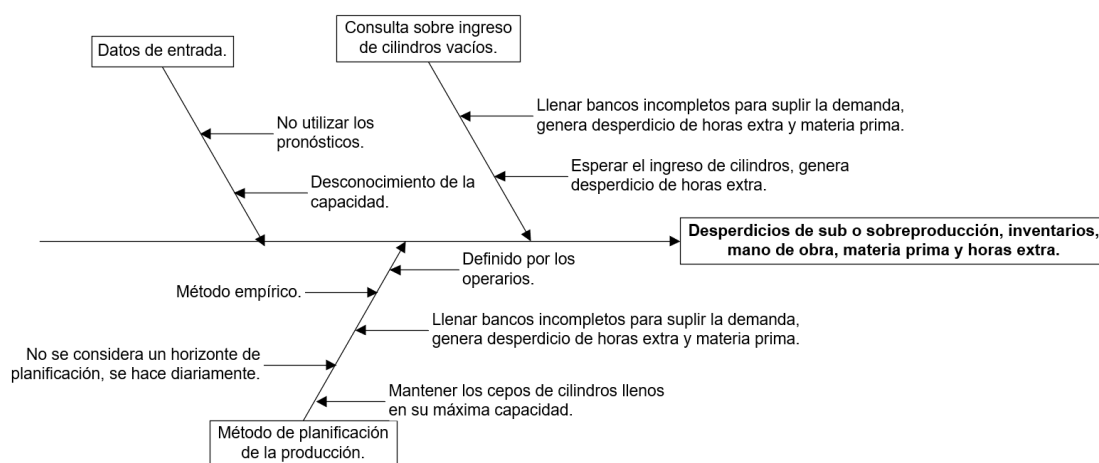 Consulta sobre ingreso
de cilindros vacíos.
Datos de entrada.
Llenar bancos incompletos para suplir la demanda,
genera desperdicio de horas extra y materia prima.
No utilizar los
pronósticos.
Esperar el ingreso de cilindros, genera
desperdicio de horas extra.
Desconocimiento de la
capacidad.
Desperdicios de sub o sobreproducción, inventarios,
mano de obra, materia prima y horas extra.
Definido por los
operarios.
Método empírico.
Llenar bancos incompletos para suplir la demanda,
genera desperdicio de horas extra y materia prima.
No se considera un horizonte de
planificación, se hace diariamente.
Mantener los cepos de cilindros llenos
en su máxima capacidad.
Método de planificación
de la producción.